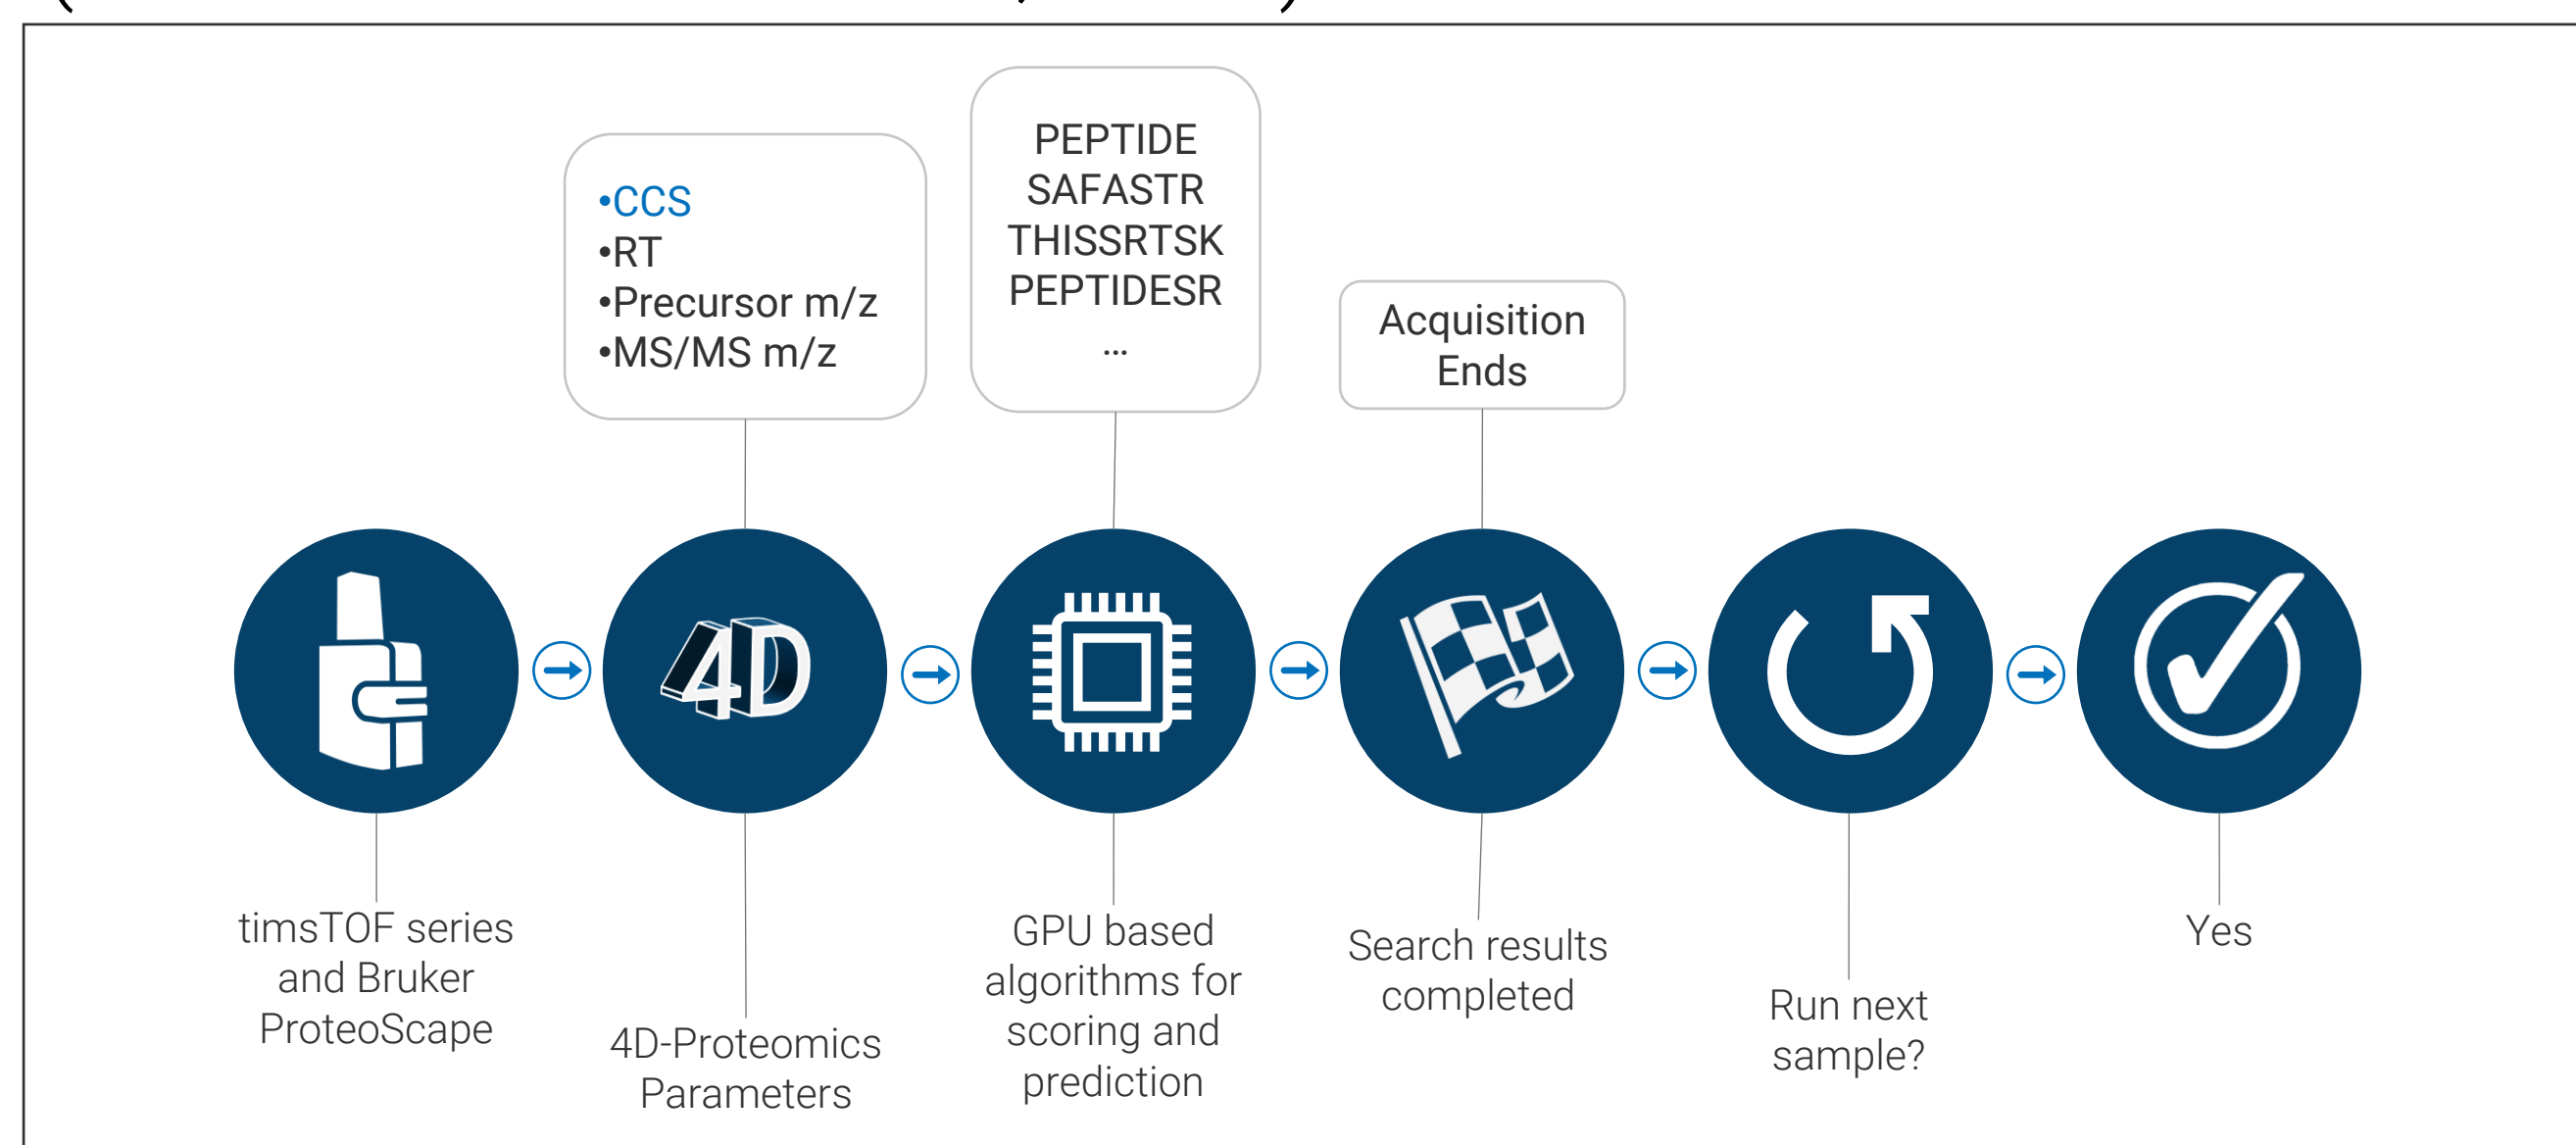 •CCS
•RT
•Precursor m/z
•MS/MS m/z
PEPTIDE
SAFASTR
THISSRTSK
PEPTIDESR
...
Acquisition
Ends
4D
timsTOF series
and Bruker
ProteoScape
4D-Proteomics
Parameters
GPU based
algorithms for
scoring and
prediction
Search results
completed
Run next
sample?
Yes